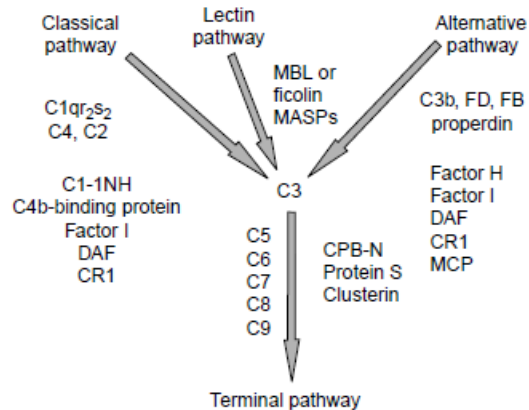 Classical
pathway
Lectin
pathway
Alternative
pathway
MBL or
ficolin
MASPs
C1qr₂s₂
C4, C2
C3b, FD, FB
properdin
C1-1NH
C4b-binding protein
Factor I
DAF
CR1
C3
Factor H
Factor I
DAF
CR1
MCP
C5
C6
C7
C8
C9
CPB-N
Protein S
Clusterin
Terminal pathway